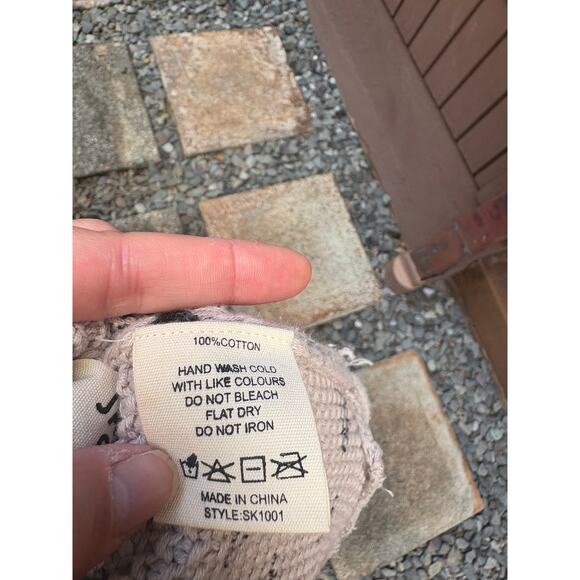 100%COTTON
HAND WASH COLD
WITH LIKE COLOURS
DO NOT BLEACH
FLAT DRY
DO NOT IRON
MADE IN CHINA
STYLE:SK1001